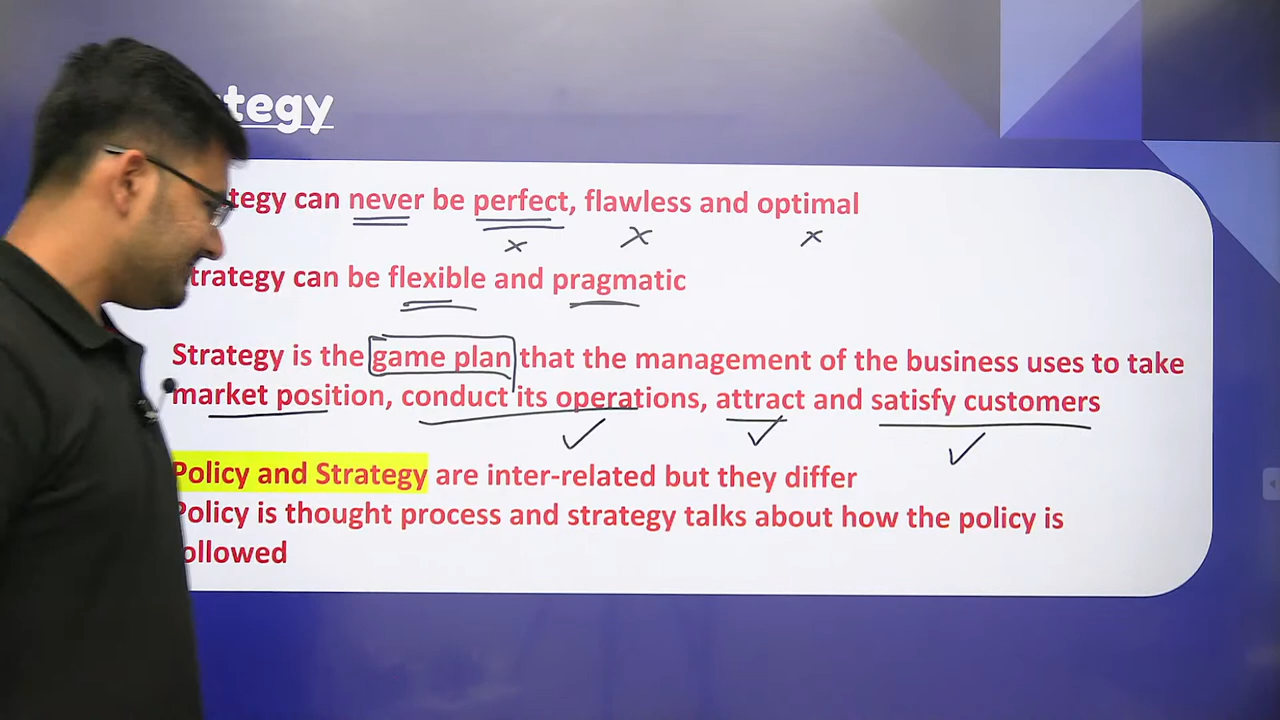 tegy
tegy can never be perfect, flawless and optimal
x x x
trategy can be flexible and pragmatic
Strategy is the game plan that the management of the business uses to take
market position, conduct its operations, attract and satisfy customers
Policy and Strategy are inter-related but they differ
Policy is thought process and strategy talks about how the policy is
ollowed